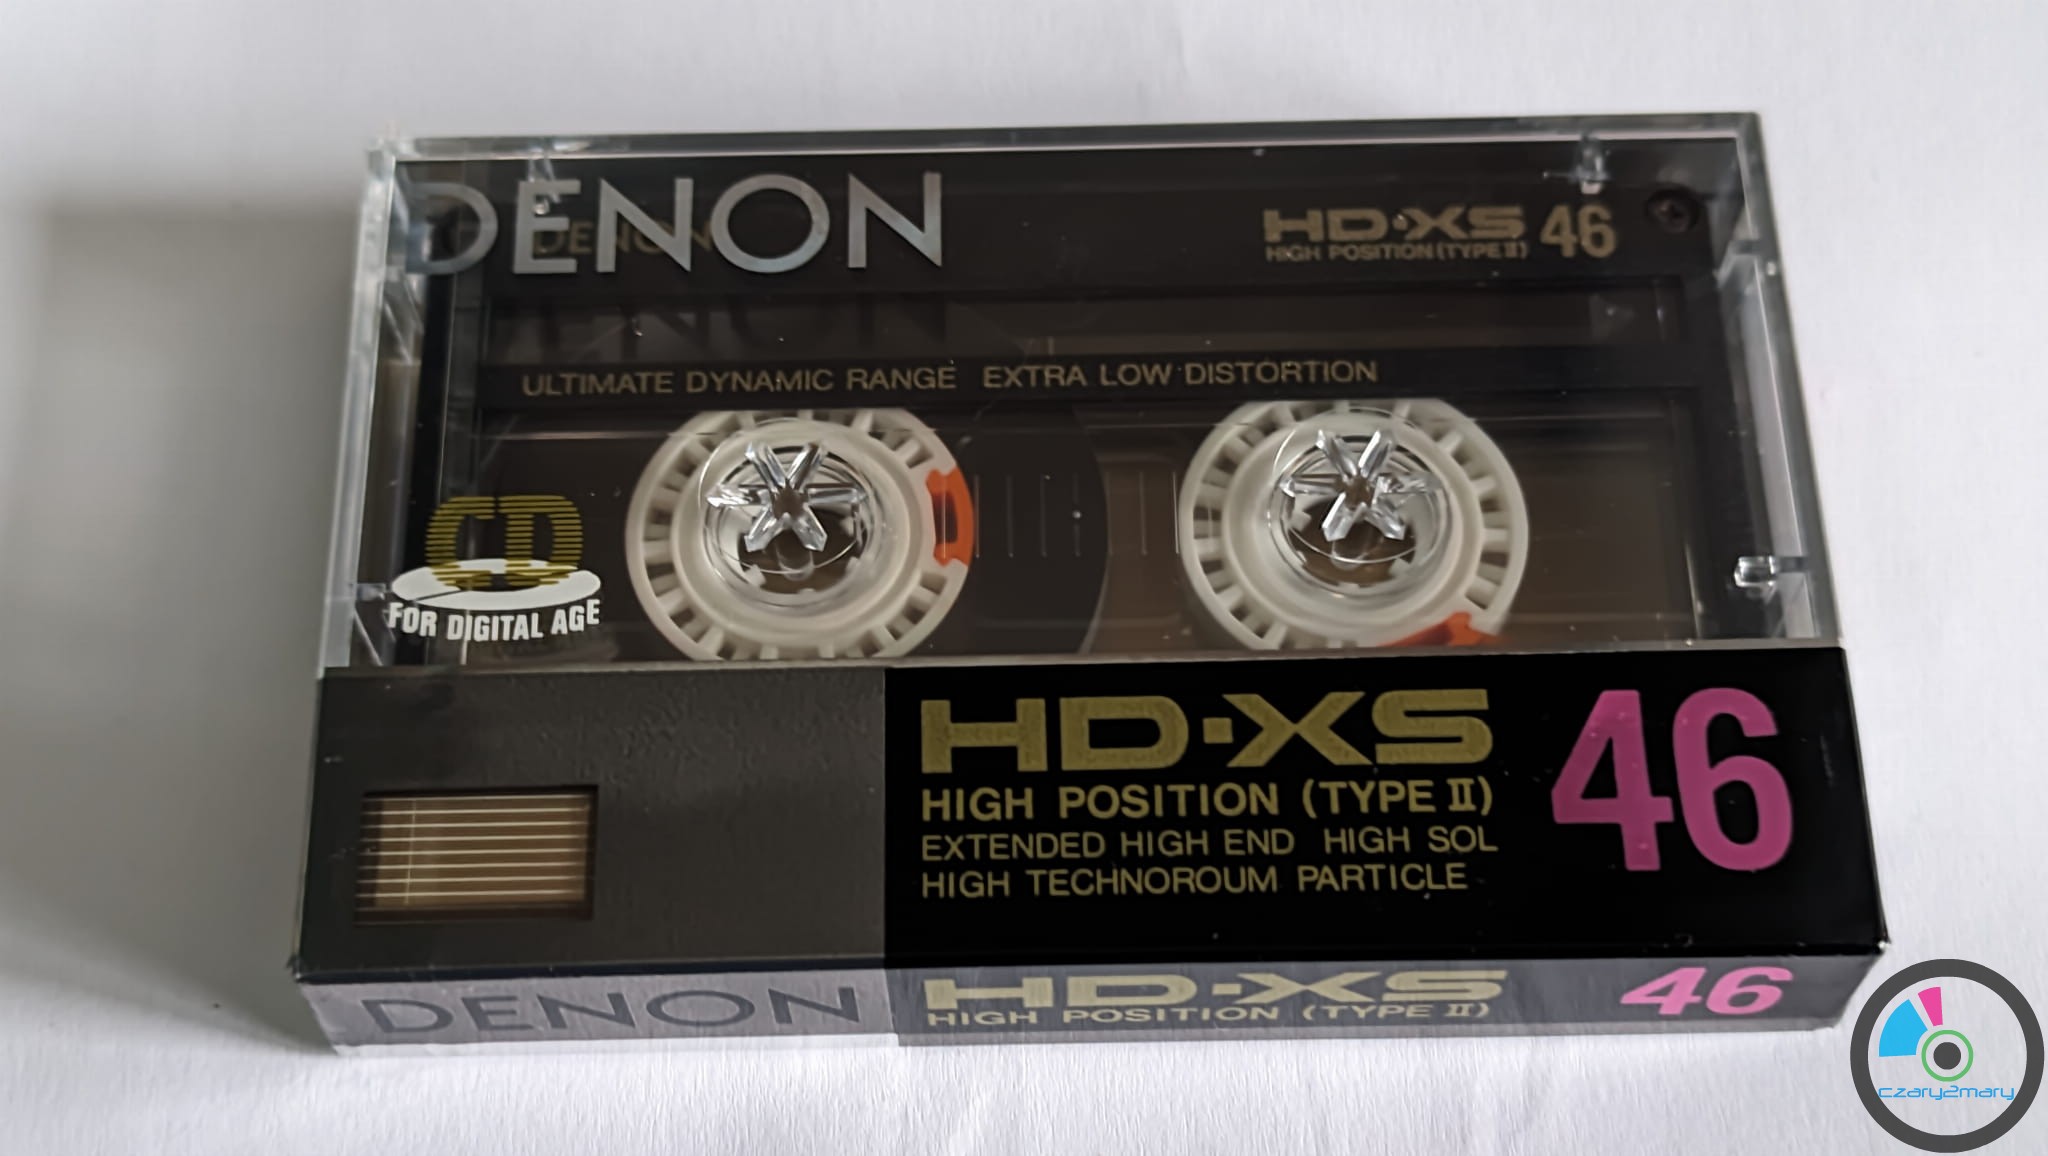 DENON
DENON
HD·XS 46
HIGH POSITION (TYPE II)
ULTIMATE DYNAMIC RANGE EXTRA LOW DISTORTION
CD
FOR DIGITAL AGE
HD·XS 46
HIGH POSITION (TYPE II)
EXTENDED HIGH END HIGH SOL
HIGH TECHNOROUM PARTICLE
DENON HD·XS 46
HIGH POSITION (TYPE II)
czary2mary